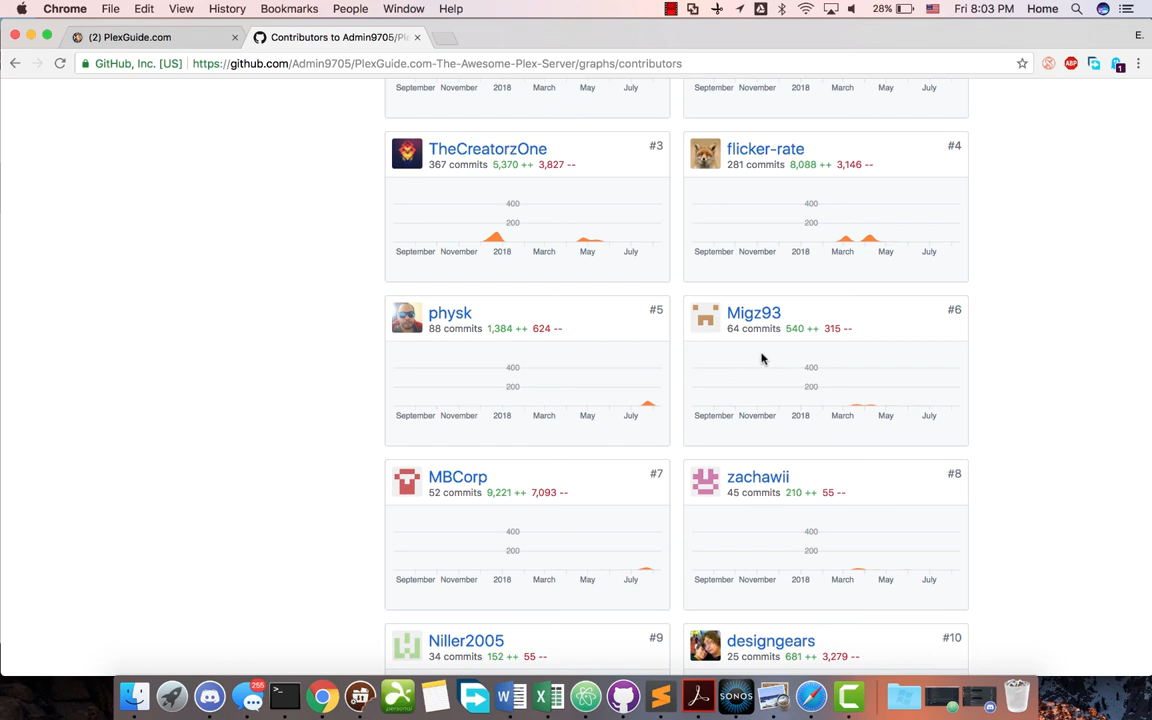 Chrome File Edit View History Bookmarks People Window Help 28% Fri 8:03 PM Home
(2) PlexGuide.com Contributors to Admin9705/Ple E.
GitHub, Inc. [US] https://github.com/Admin9705/PlexGuide.com-The-Awesome-Plex-Server/graphs/contributors ABP 1
September November 2018 March May July
September November 2018 March May July
TheCreatorzOne #3
367 commits 5,370 ++ 3,827 --
400
200
September November 2018 March May July
flicker-rate #4
281 commits 8,088 ++ 3,146 --
400
200
September November 2018 March May July
physk #5
88 commits 1,384 ++ 624 --
400
200
September November 2018 March May July
Migz93 #6
64 commits 540 ++ 315 --
400
200
September November 2018 March May July
MBCorp #7
52 commits 9,221 ++ 7,093 --
400
200
September November 2018 March May July
zachawii #8
45 commits 210 ++ 55 --
400
200
September November 2018 March May July
Niller2005 #9
34 commits 152 ++ 55 --
designgears #10
25 commits 681 ++ 3,279 --
255
personal
SONOS